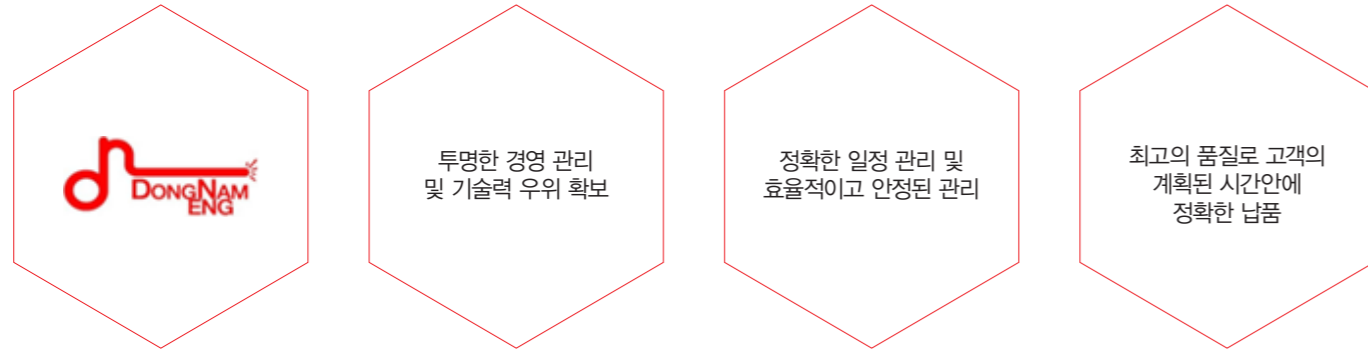 dn
DONGNAM
ENG
투명한 경영 관리
및 기술력 우위 확보
정확한 일정 관리 및
효율적이고 안정된 관리
최고의 품질로 고객의
계획된 시간안에
정확한 납품